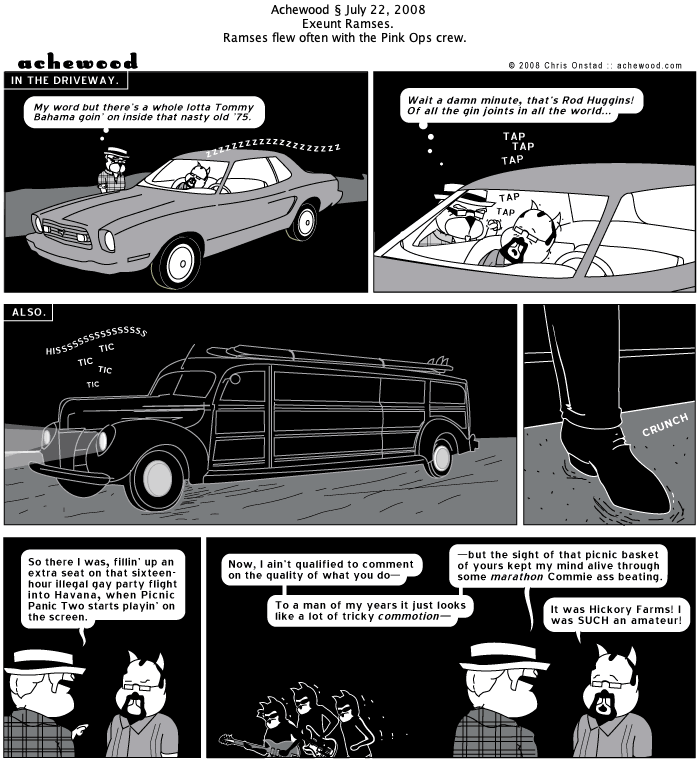 Achewood § July 22, 2008
Exeunt Ramses.
Ramses flew often with the Pink Ops crew.
achewood
© 2008 Chris Onstad :: achewood.com
IN THE DRIVEWAY.
My word but there's a whole lotta Tommy
Bahama goin' on inside that nasty old '75.
ZZZZZZZZZZZZZZZZZZZZZ
Wait a damn minute, that's Rod Huggins!
Of all the gin joints in all the world...
TAP
TAP
TAP
TAP
TAP
ALSO.
HISSSSSSSSSSSSSSS
TIC
TIC
TIC
TIC
CRUNCH
So there I was, fillin' up an
extra seat on that sixteen-
hour illegal gay party flight
into Havana, when Picnic
Panic Two starts playin' on
the screen.
Now, I ain't qualified to comment
on the quality of what you do—
To a man of my years it just looks
like a lot of tricky commotion—
—but the sight of that picnic basket
of yours kept my mind alive through
some marathon Commie ass beating.
It was Hickory Farms! I
was SUCH an amateur!